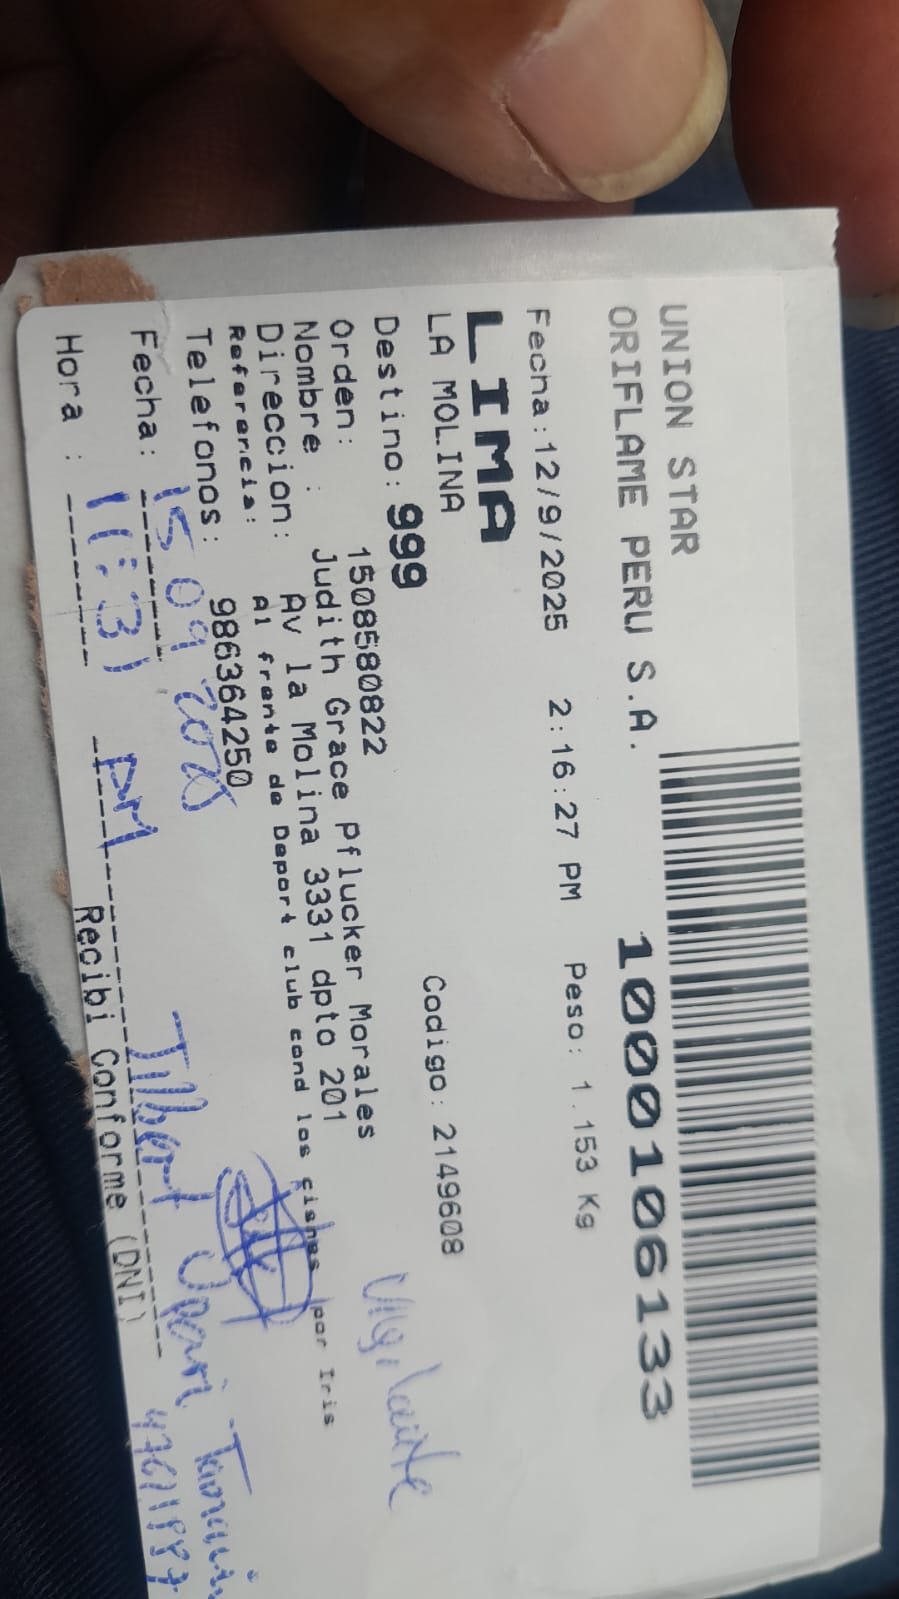 UNION STAR
ORIFLAME PERU S.A.
1000106133
Fecha:12/9/2025 2:16:27 PM Peso: 1.153 Kg
LIMA
LA MOLINA
Codigo: 2149608
Destino: 999
Orden: 1508580822
Nombre : Judith Grace pflucker Morales
Direccion: Av la Molina 3331 dpto 201
Referencia: Al frente de Deport club cond los cisnes por Iris
Telefonos: 986364250
Vigilante
Fecha: 15 09 2025
Hora : 11:31 AM
Recibi Conforme (DNI)